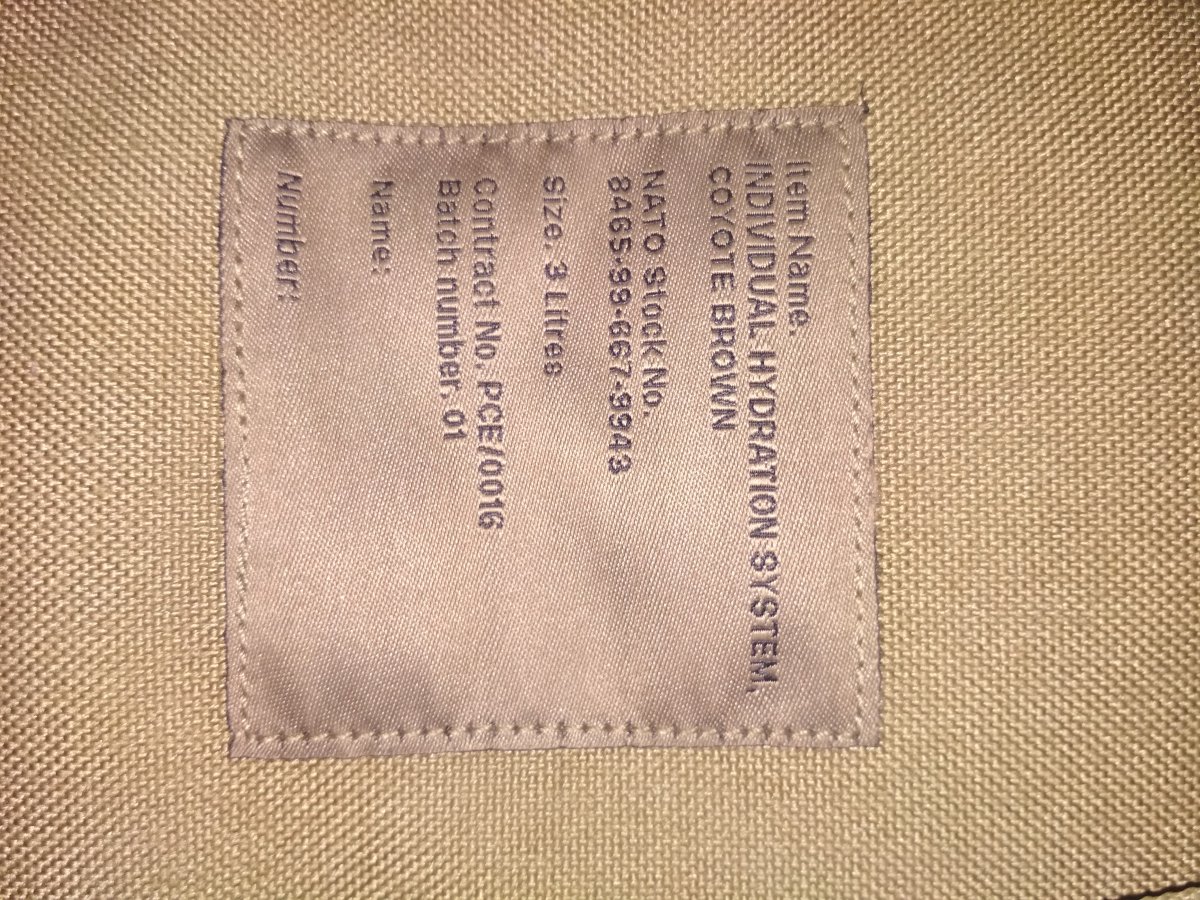 Item Name.
INDIVIDUAL HYDRATION SYSTEM,
COYOTE BROWN
NATO Stock No.
8465-99-667-9943
Size. 3 Litres
Contract No. PCE/0016
Batch number. 01
Name:
Number: